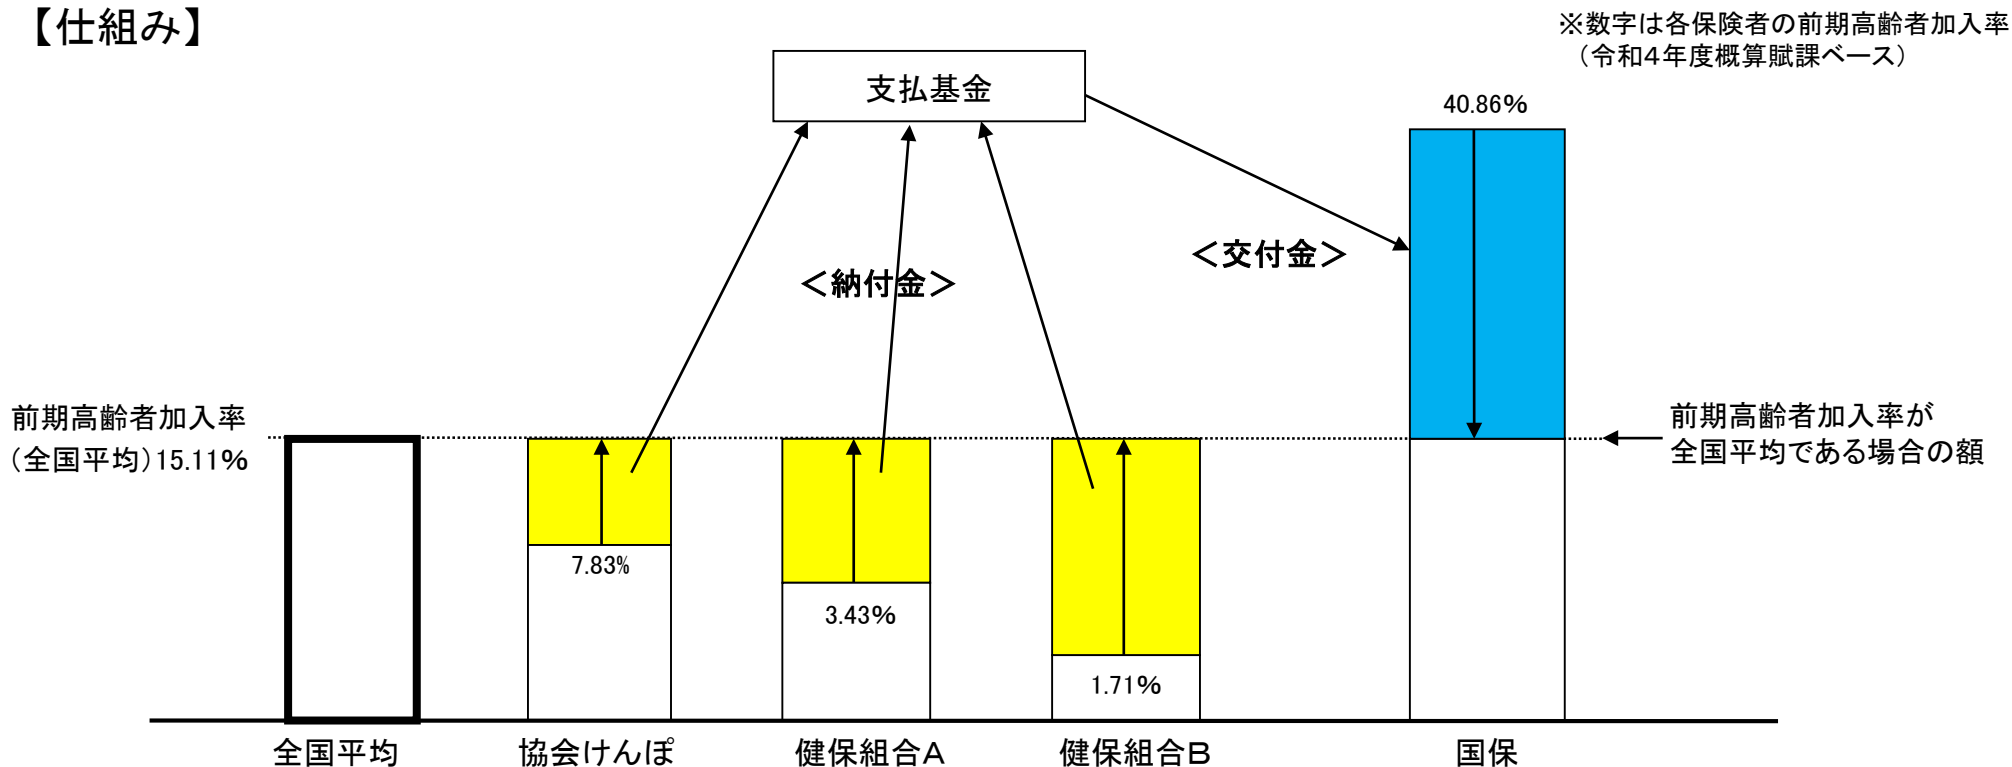 【仕組み】
※数字は各保険者の前期高齢者加入率
（令和4年度概算賦課ベース）
支払基金
40.86%
＜交付金＞
＜納付金＞
前期高齢者加入率
（全国平均）15.11%
前期高齢者加入率が
全国平均である場合の額
7.83%
3.43%
1.71%
全国平均
協会けんぽ
健保組合A
健保組合B
国保